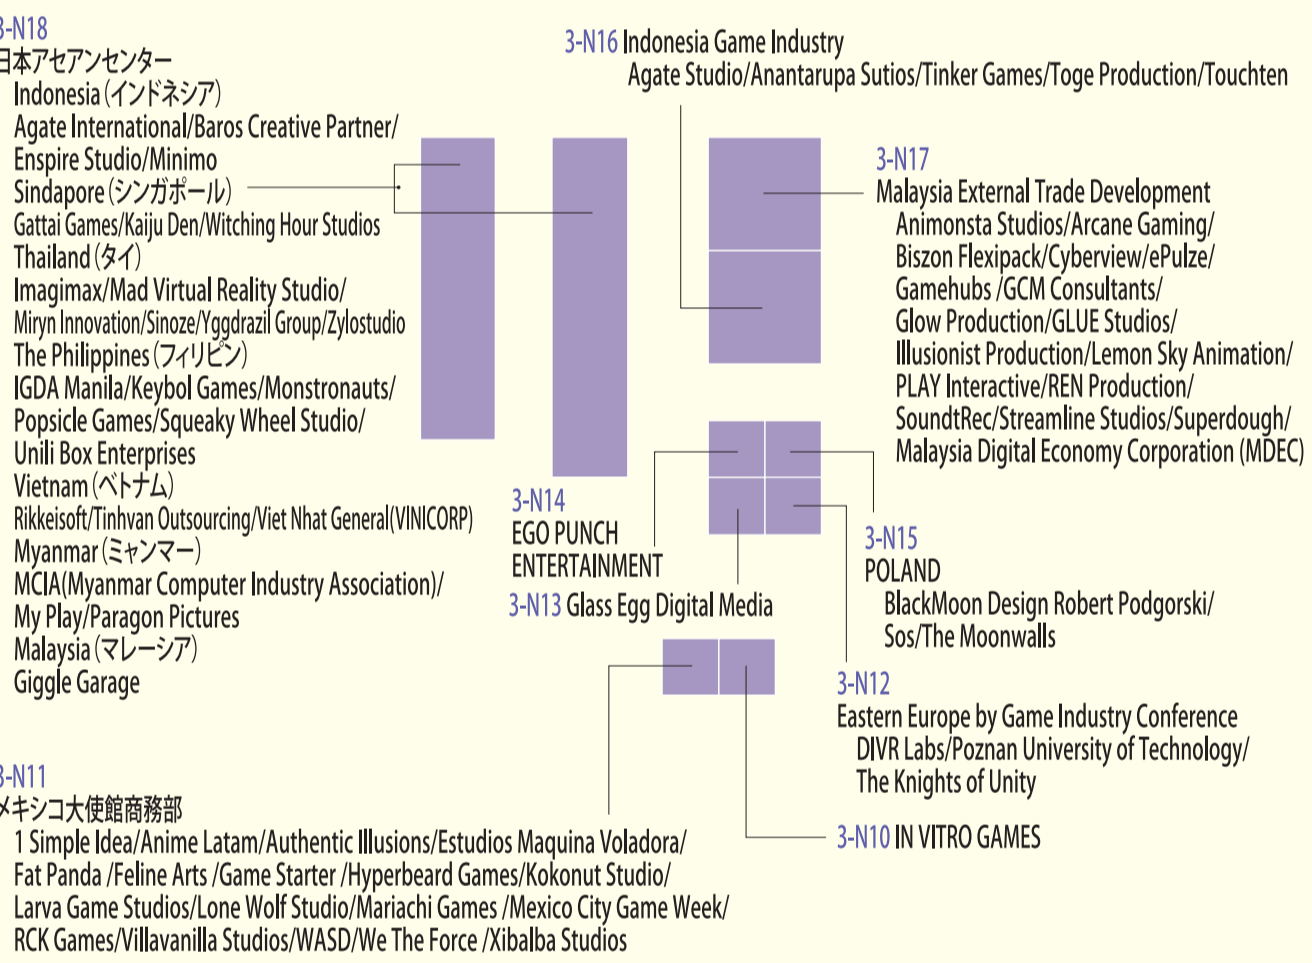 3-N18
日本アセアンセンター
Indonesia（インドネシア）
Agate International/Baros Creative Partner/
Enspire Studio/Minimo
Sindapore（シンガポール）
Gattai Games/Kaiju Den/Witching Hour Studios
Thailand（タイ）
Imagimax/Mad Virtual Reality Studio/
Miryn Innovation/Sinoze/Yggdrazil Group/Zylostudio
The Philippines（フィリピン）
IGDA Manila/Keybol Games/Monstronauts/
Popsicle Games/Squeaky Wheel Studio/
Unili Box Enterprises
Vietnam（ベトナム）
Rikkeisoft/Tinhvan Outsourcing/Viet Nhat General(VINICORP)
Myanmar（ミャンマー）
MCIA(Myanmar Computer Industry Association)/
My Play/Paragon Pictures
Malaysia（マレーシア）
Giggle Garage
3-N16 Indonesia Game Industry
Agate Studio/Anantarupa Sutios/Tinker Games/Toge Production/Touchten
3-N17
Malaysia External Trade Development
Animonsta Studios/Arcane Gaming/
Biszon Flexipack/Cyberview/ePulze/
Gamehubs /GCM Consultants/
Glow Production/GLUE Studios/
Illusionist Production/Lemon Sky Animation/
PLAY Interactive/REN Production/
SoundtRec/Streamline Studios/Superdough/
Malaysia Digital Economy Corporation (MDEC)
3-N14
EGO PUNCH
ENTERTAINMENT
3-N13 Glass Egg Digital Media
3-N15
POLAND
BlackMoon Design Robert Podgorski/
Sos/The Moonwalls
3-N12
Eastern Europe by Game Industry Conference
DIVR Labs/Poznan University of Technology/
The Knights of Unity
3-N10 IN VITRO GAMES
3-N11
メキシコ大使館商務部
1 Simple Idea/Anime Latam/Authentic Illusions/Estudios Maquina Voladora/
Fat Panda /Feline Arts /Game Starter /Hyperbeard Games/Kokonut Studio/
Larva Game Studios/Lone Wolf Studio/Mariachi Games /Mexico City Game Week/
RCK Games/Villavanilla Studios/WASD/We The Force /Xibalba Studios